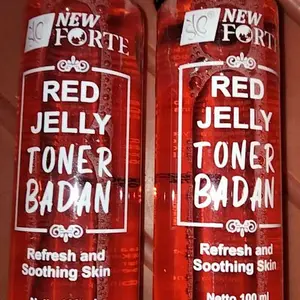 NEW
FORTE
RED
JELLY
TONER
BADAN
Refresh and
Soothing Skin
NEW
FORTE
RED
JELLY
TONER
BADAN
Refresh and
Soothing Skin
Netto 100 ml